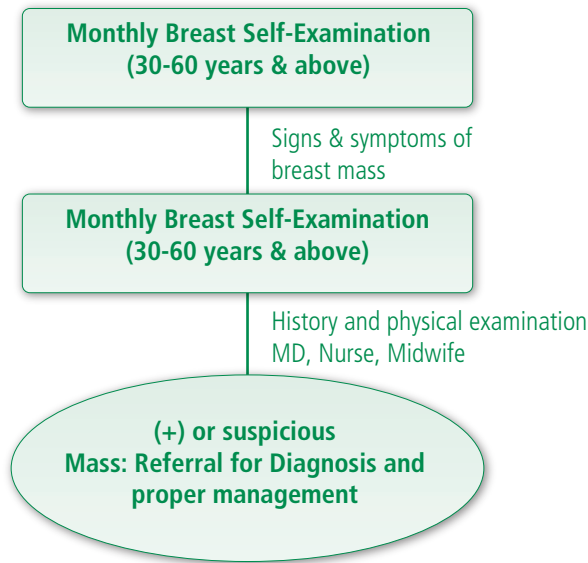 Monthly Breast Self-Examination
(30-60 years & above)
Signs & symptoms of
breast mass
Monthly Breast Self-Examination
(30-60 years & above)
History and physical examination
MD, Nurse, Midwife
(+) or suspicious
Mass: Referral for Diagnosis and
proper management